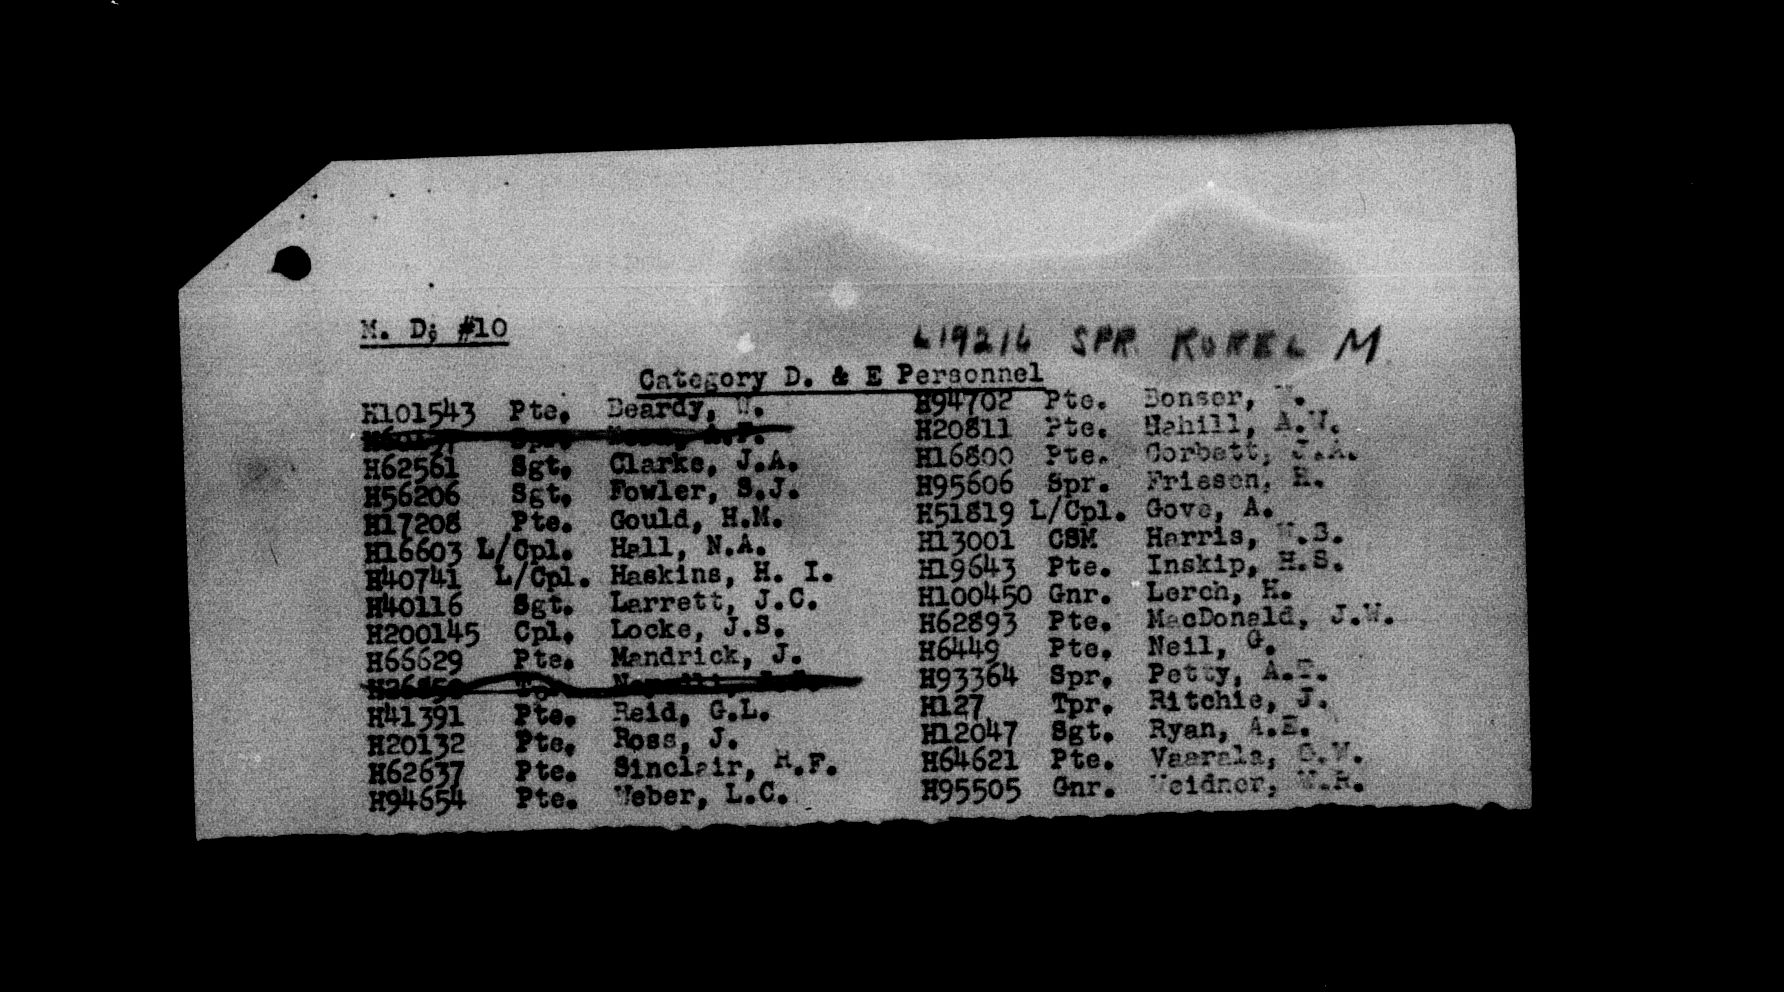 M. D; #10
L19216 SPR KOREL M
Category D. & E Personnel
H101543 Pte. Beardy, W.
H62561 Sgt. Clarke, J.A.
H56206 Sgt. Fowler, S.J.
H17208 Pte. Gould, H.M.
H16603 L/Cpl. Hall, N.A.
H40741 L/Cpl. Haskins, H. I.
H40116 Sgt. Larrett, J.C.
H200145 Cpl. Locke, J.S.
H66629 Pte. Mandrick, J.
H41391 Pte. Reid, G.L.
H20132 Pte. Ross, J.
H62637 Pte. Sinclair, H.F.
H94654 Pte. Weber, L.C.
H94702 Pte. Bonser,
H20811 Pte. Hahill, A.W.
H16800 Pte. Corbett, J.A.
H95606 Spr. Friesen, H.
H51819 L/Cpl. Gove, A.
H13001 CSM Harris,
H19643 Pte. Inskip, H.S.
H100450 Gnr. Lerch, H.
H62893 Pte. MacDonald, J.W.
H6449 Pte. Neil, G.
H93364 Spr. Petty,
H127 Tpr. Ritchie, J.
H12047 Sgt. Ryan, A.E.
H64621 Pte. Vaarala,
H95505 Gnr. Weidner, W.R.